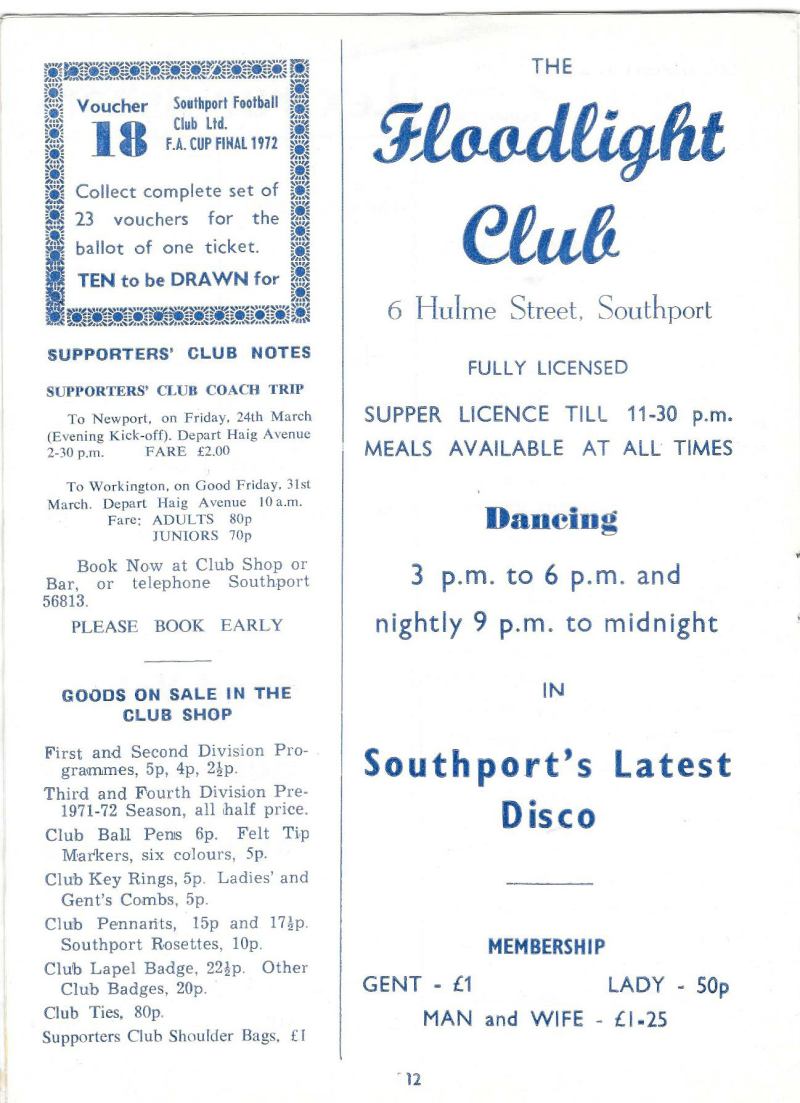 Voucher
18
Southport Football
Club Ltd.
F.A. CUP FINAL 1972
Collect complete set of
23 vouchers for the
ballot of one ticket.
TEN to be DRAWN for
SUPPORTERS' CLUB NOTES
SUPPORTERS' CLUB COACH TRIP
To Newport, on Friday, 24th March
(Evening Kick-off). Depart Haig Avenue
2-30 p.m. FARE £2.00
To Workington, on Good Friday, 31st
March. Depart Haig Avenue 10 a.m.
Fare: ADULTS 80p
JUNIORS 70p
Book Now at Club Shop or
Bar, or telephone Southport
56813.
PLEASE BOOK EARLY
GOODS ON SALE IN THE
CLUB SHOP
First and Second Division Pro-
grammes, 5p, 4p, 2½p.
Third and Fourth Division Pre-
1971-72 Season, all half price.
Club Ball Pens 6p. Felt Tip
Markers, six colours, 5p.
Club Key Rings, 5p. Ladies' and
Gent's Combs, 5p.
Club Pennants, 15p and 17½p.
Southport Rosettes, 10p.
Club Lapel Badge, 22½p. Other
Club Badges, 20p.
Club Ties, 80p.
Supporters Club Shoulder Bags, £1
THE
Floodlight
Club
6 Hulme Street, Southport
FULLY LICENSED
SUPPER LICENCE TILL 11-30 p.m.
MEALS AVAILABLE AT ALL TIMES
Dancing
3 p.m. to 6 p.m. and
nightly 9 p.m. to midnight
IN
Southport's Latest
Disco
MEMBERSHIP
GENT - £1 LADY - 50p
MAN and WIFE - £1-25
12